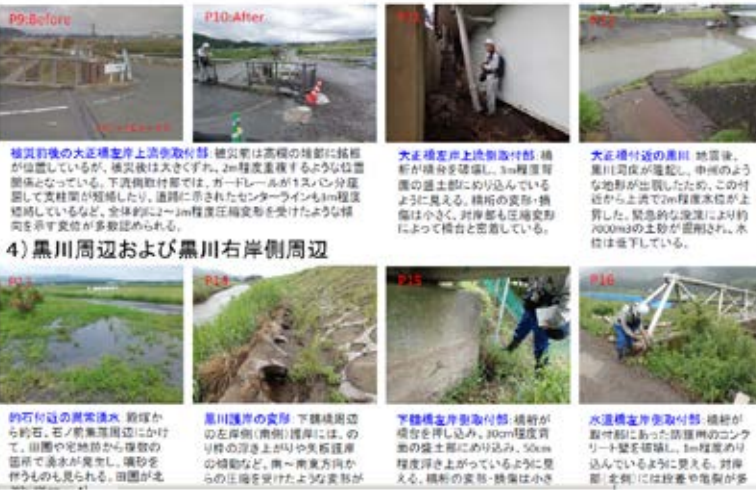 P9:Before
P10:After
P12
被災前後の大正橋左岸上流側取付部:被災前は高欄の端部に銘板
が位置しているが、被災後は大きくずれ、2m程度重複するような位置
関係となっている。下流側取付部では、ガードレールが1スパン分座
屈して支柱間が短縮したり、道路に示されたセンターラインも1m程度
短縮しているなど、全体的に2～3m程度圧縮変形を受けたような傾
向を示す変位が多数認められる。
大正橋左岸上流側取付部:橋
桁が橋台を破壊し、3m程度背
面の盛土部にめり込んでいる
ように見える。橋桁の変形・損
傷は小さく、対岸部も圧縮変形
によって橋台と密着している。
大正橋付近の黒川:地震後、
黒川河床が隆起し、中州のよう
な地形が出現したため、この付
近から上流で2m程度水位が上
昇した。緊急的な浚渫により約
7000m3の土砂が掘削され、水
位は低下している。
4)黒川周辺および黒川右岸側周辺
P13
P14
P15
P16
的石付近の異常湧水:殿塚か
ら的石、石ノ前集落周辺にかけ
て、田圃や宅地跡から複数の
箇所で湧水が発生し、噴砂を
伴うものも見られる。田圃が北
黒川護岸の変形:下鶴橋周辺
の左岸側(南側)護岸には、の
り枠の浮き上がりや矢板護岸
の傾動など、南～南東方向か
らの圧縮を受けたような変形が
下鶴橋左岸側取付部:橋桁が
橋台を押し込み、30cm程度背
面の盛土部にめり込み、50cm
程度浮き上がっているように見
える。橋桁の変形・損傷は小さ
水道橋左岸側取付部:橋桁が
取付部にあった防護用のコンク
リート壁を破壊し、1m程度めり
込んでいるように見える。対岸
部(北側)には段差や亀裂が多